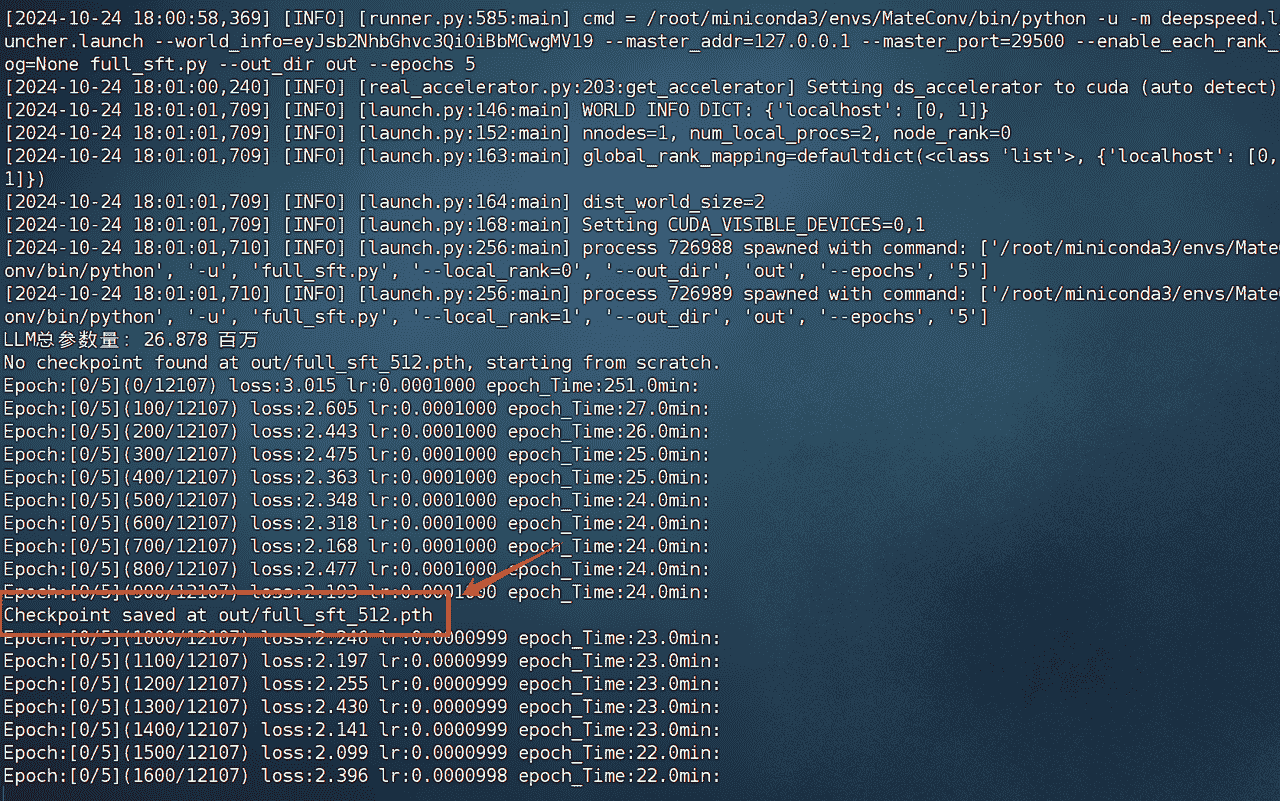 [2024-10-24 18:00:58,369] [INFO] [runner.py:585:main] cmd = /root/miniconda3/envs/MateConv/bin/python -u -m deepspeed.l
uncher.launch --world_info=eyJsb2NhbGhvc3QiOiBbMCwgMV19 --master_addr=127.0.0.1 --master_port=29500 --enable_each_rank_
og=None full_sft.py --out_dir out --epochs 5
[2024-10-24 18:01:00,240] [INFO] [real_accelerator.py:203:get_accelerator] Setting ds_accelerator to cuda (auto detect)
[2024-10-24 18:01:01,709] [INFO] [launch.py:146:main] WORLD INFO DICT: {'localhost': [0, 1]}
[2024-10-24 18:01:01,709] [INFO] [launch.py:152:main] nnodes=1, num_local_procs=2, node_rank=0
[2024-10-24 18:01:01,709] [INFO] [launch.py:163:main] global_rank_mapping=defaultdict(<class 'list'>, {'localhost': [0,
1]})
[2024-10-24 18:01:01,709] [INFO] [launch.py:164:main] dist_world_size=2
[2024-10-24 18:01:01,709] [INFO] [launch.py:168:main] Setting CUDA_VISIBLE_DEVICES=0,1
[2024-10-24 18:01:01,710] [INFO] [launch.py:256:main] process 726988 spawned with command: ['/root/miniconda3/envs/Mate
onv/bin/python', '-u', 'full_sft.py', '--local_rank=0', '--out_dir', 'out', '--epochs', '5']
[2024-10-24 18:01:01,710] [INFO] [launch.py:256:main] process 726989 spawned with command: ['/root/miniconda3/envs/Mate
onv/bin/python', '-u', 'full_sft.py', '--local_rank=1', '--out_dir', 'out', '--epochs', '5']
LLM总参数量: 26.878 百万
No checkpoint found at out/full_sft_512.pth, starting from scratch.
Epoch:[0/5](0/12107) loss:3.015 lr:0.0001000 epoch_Time:251.0min:
Epoch:[0/5](100/12107) loss:2.605 lr:0.0001000 epoch_Time:27.0min:
Epoch:[0/5](200/12107) loss:2.443 lr:0.0001000 epoch_Time:26.0min:
Epoch:[0/5](300/12107) loss:2.475 lr:0.0001000 epoch_Time:25.0min:
Epoch:[0/5](400/12107) loss:2.363 lr:0.0001000 epoch_Time:25.0min:
Epoch:[0/5](500/12107) loss:2.348 lr:0.0001000 epoch_Time:24.0min:
Epoch:[0/5](600/12107) loss:2.318 lr:0.0001000 epoch_Time:24.0min:
Epoch:[0/5](700/12107) loss:2.168 lr:0.0001000 epoch_Time:24.0min:
Epoch:[0/5](800/12107) loss:2.477 lr:0.0001000 epoch_Time:24.0min:
Epoch:[0/5](900/12107) loss:2.193 lr:0.0001000 epoch_Time:24.0min:
Checkpoint saved at out/full_sft_512.pth
Epoch:[0/5](1000/12107) loss:2.246 lr:0.0000999 epoch_Time:23.0min:
Epoch:[0/5](1100/12107) loss:2.197 lr:0.0000999 epoch_Time:23.0min:
Epoch:[0/5](1200/12107) loss:2.255 lr:0.0000999 epoch_Time:23.0min:
Epoch:[0/5](1300/12107) loss:2.430 lr:0.0000999 epoch_Time:23.0min:
Epoch:[0/5](1400/12107) loss:2.141 lr:0.0000999 epoch_Time:23.0min:
Epoch:[0/5](1500/12107) loss:2.099 lr:0.0000999 epoch_Time:22.0min:
Epoch:[0/5](1600/12107) loss:2.396 lr:0.0000998 epoch_Time:22.0min: